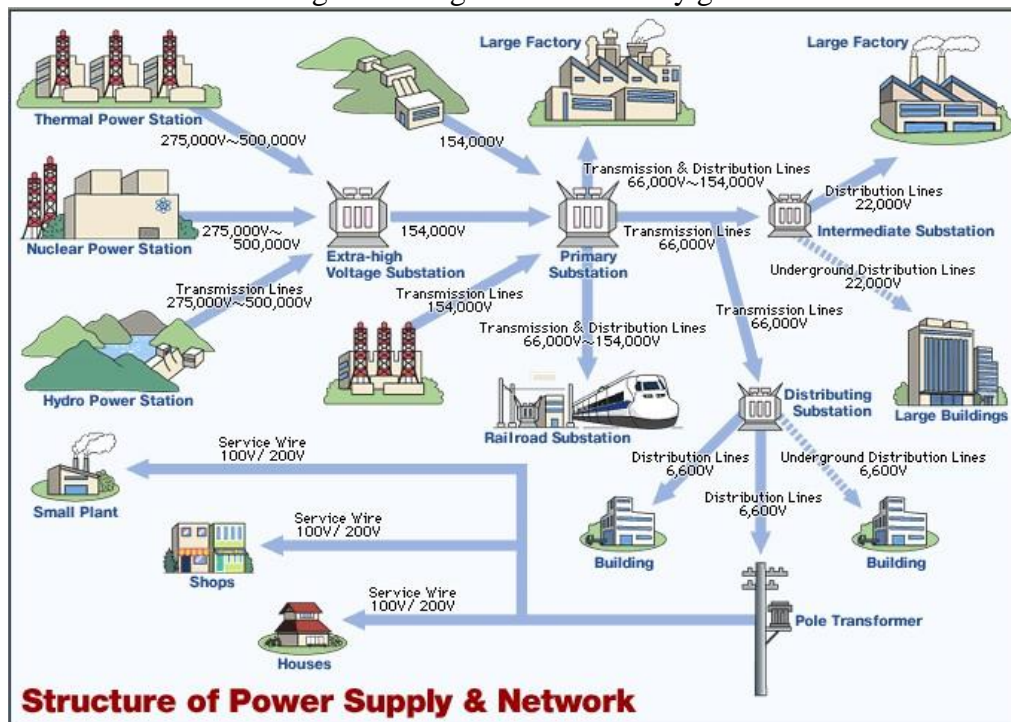 Large Factory
Large Factory
Thermal Power Station
275,000V~500,000V
154,000V
Transmission & Distribution Lines
66,000V~154,000V
Distribution Lines
22,000V
Nuclear Power Station
275,000V~
500,000V
154,000V
Extra-high
Voltage Substation
Primary
Substation
Transmission Lines
66,000V
Intermediate Substation
Underground Distribution Lines
22,000V
Transmission Lines
275,000V~500,000V
Transmission Lines
154,000V
Transmission & Distribution Lines
66,000V~154,000V
Transmission Lines
66,000V
Hydro Power Station
Distributing
Substation
Large Buildings
Railroad Substation
Service Wire
100V/ 200V
Small Plant
Distribution Lines
6,600V
Underground Distribution Lines
6,600V
Distribution Lines
6,600V
Service Wire
100V/ 200V
Shops
Building
Building
Service Wire
100V/ 200V
Houses
Pole Transformer
Structure of Power Supply & Network